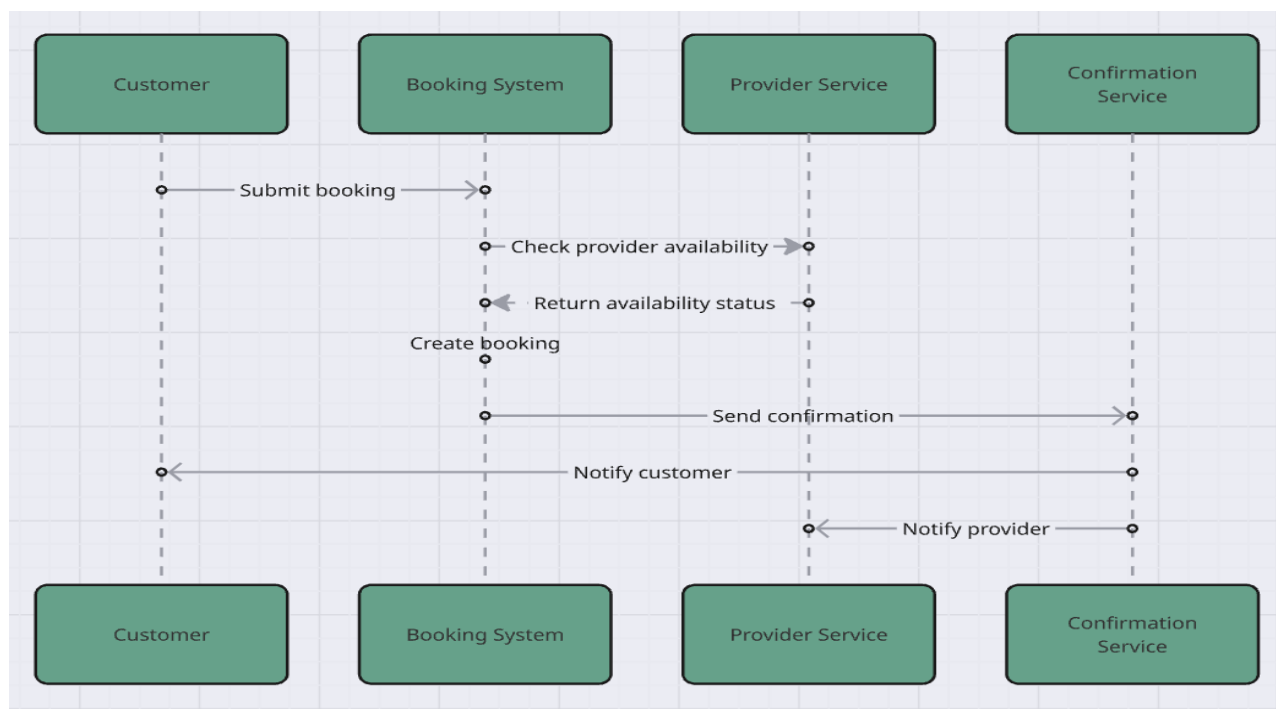 Customer
Booking System
Provider Service
Confirmation
Service
Submit booking
Check provider availability
Return availability status
Create booking
Send confirmation
Notify customer
Notify provider
Customer
Booking System
Provider Service
Confirmation
Service